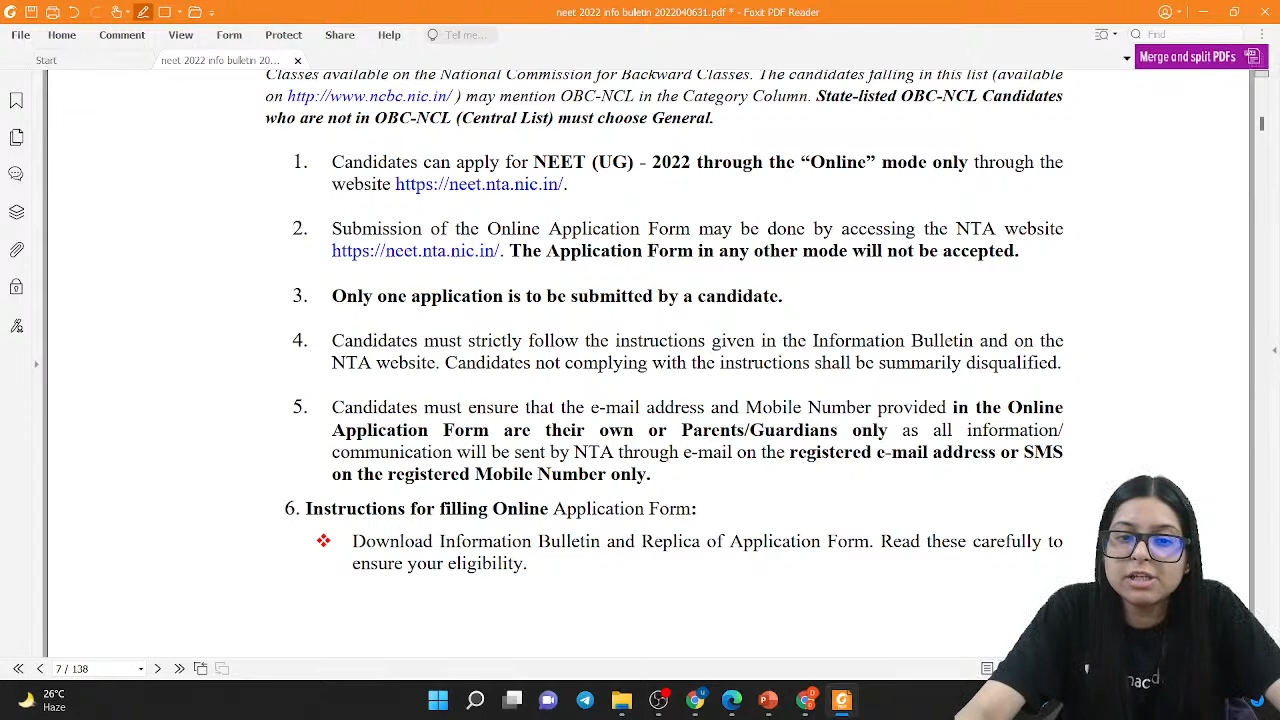 neet 2022 info buletin 2022040631.pdf * - Foxit PDF Reader
File Home Comment View Form Protect Share Help Tell me... Find
Start neet 2022 info buletin 20... Merge and split PDFs
Classes available on the National Commission for Backward Classes. The candidates falling in this list (available
on http://www.ncbc.nic.in/ ) may mention OBC-NCL in the Category Column. State-listed OBC-NCL Candidates
who are not in OBC-NCL (Central List) must choose General.
1. Candidates can apply for NEET (UG) - 2022 through the “Online” mode only through the
website https://neet.nta.nic.in/.
2. Submission of the Online Application Form may be done by accessing the NTA website
https://neet.nta.nic.in/. The Application Form in any other mode will not be accepted.
3. Only one application is to be submitted by a candidate.
4. Candidates must strictly follow the instructions given in the Information Bulletin and on the
NTA website. Candidates not complying with the instructions shall be summarily disqualified.
5. Candidates must ensure that the e-mail address and Mobile Number provided in the Online
Application Form are their own or Parents/Guardians only as all information/
communication will be sent by NTA through e-mail on the registered e-mail address or SMS
on the registered Mobile Number only.
6. Instructions for filling Online Application Form:
❖ Download Information Bulletin and Replica of Application Form. Read these carefully to
ensure your eligibility.
7 / 138
26°C
Haze